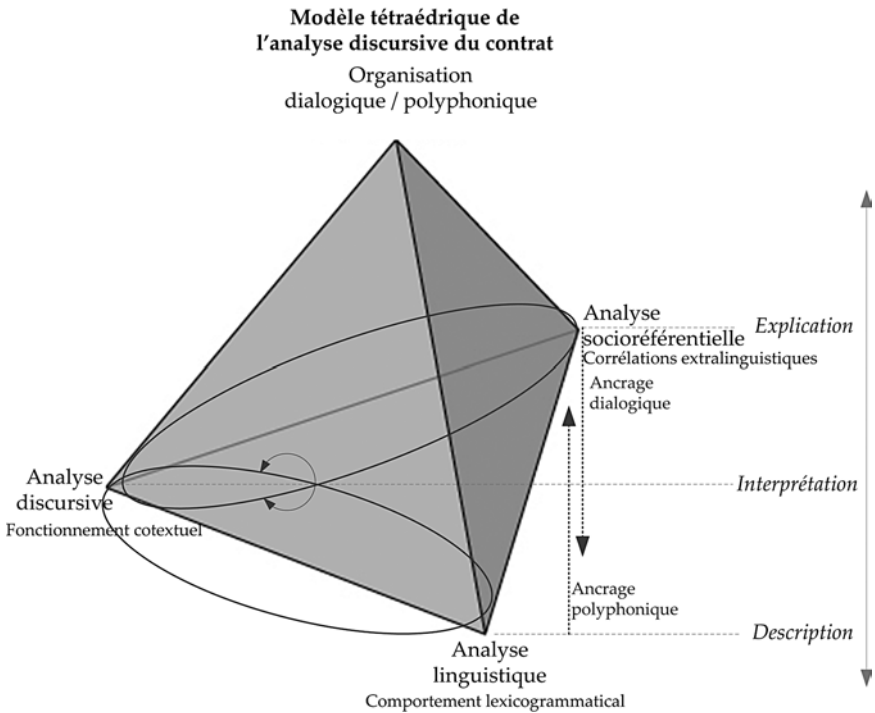 Modèle tétraédrique de
l'analyse discursive du contrat
Organisation
dialogique / polyphonique
Analyse
socioréférentielle
Corrélations extralinguistiques
Explication
Ancrage
dialogique
Analyse
discursive
Fonctionnement cotextuel
Interprétation
Ancrage
polyphonique
Description
Analyse
linguistique
Comportement lexicogrammatical